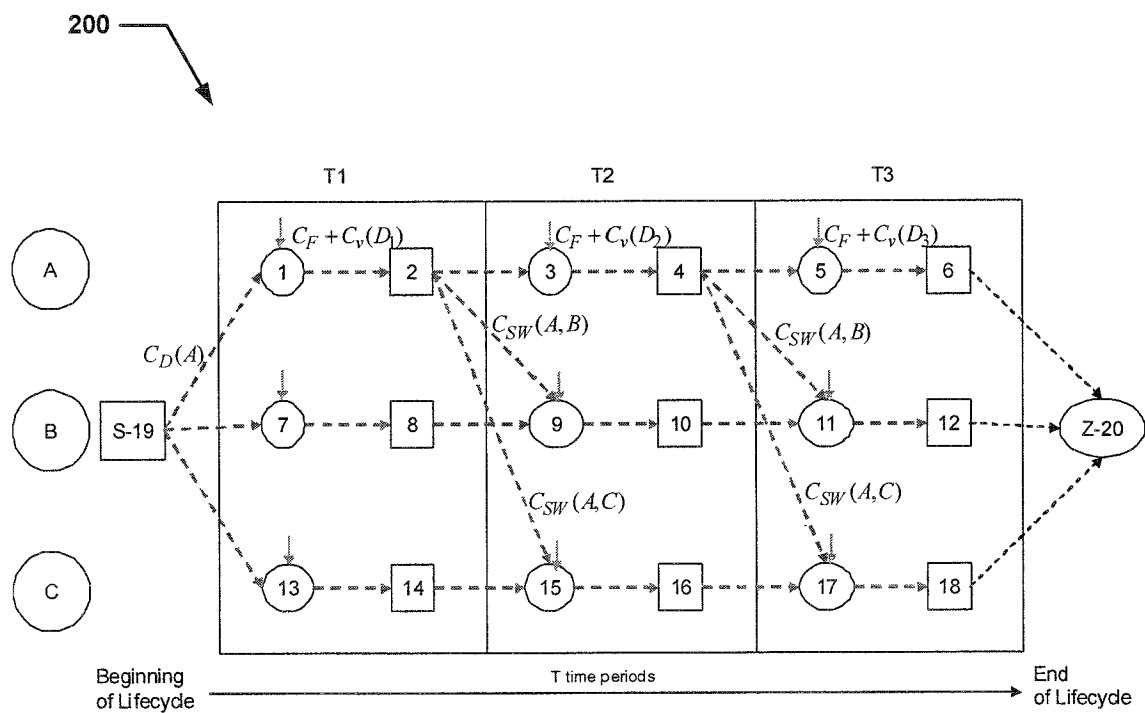 200
T1 T2 T3
C_F + C_v(D_1) C_F + C_v(D_2) C_F + C_v(D_3)
A 1 2 3 4 5 6
C_SW(A,B) C_SW(A,B)
C_D(A)
B S-19 7 8 9 10 11 12 Z-20
C_SW(A,C) C_SW(A,C)
C 13 14 15 16 17 18
Beginning
of Lifecycle
T time periods
End
of Lifecycle